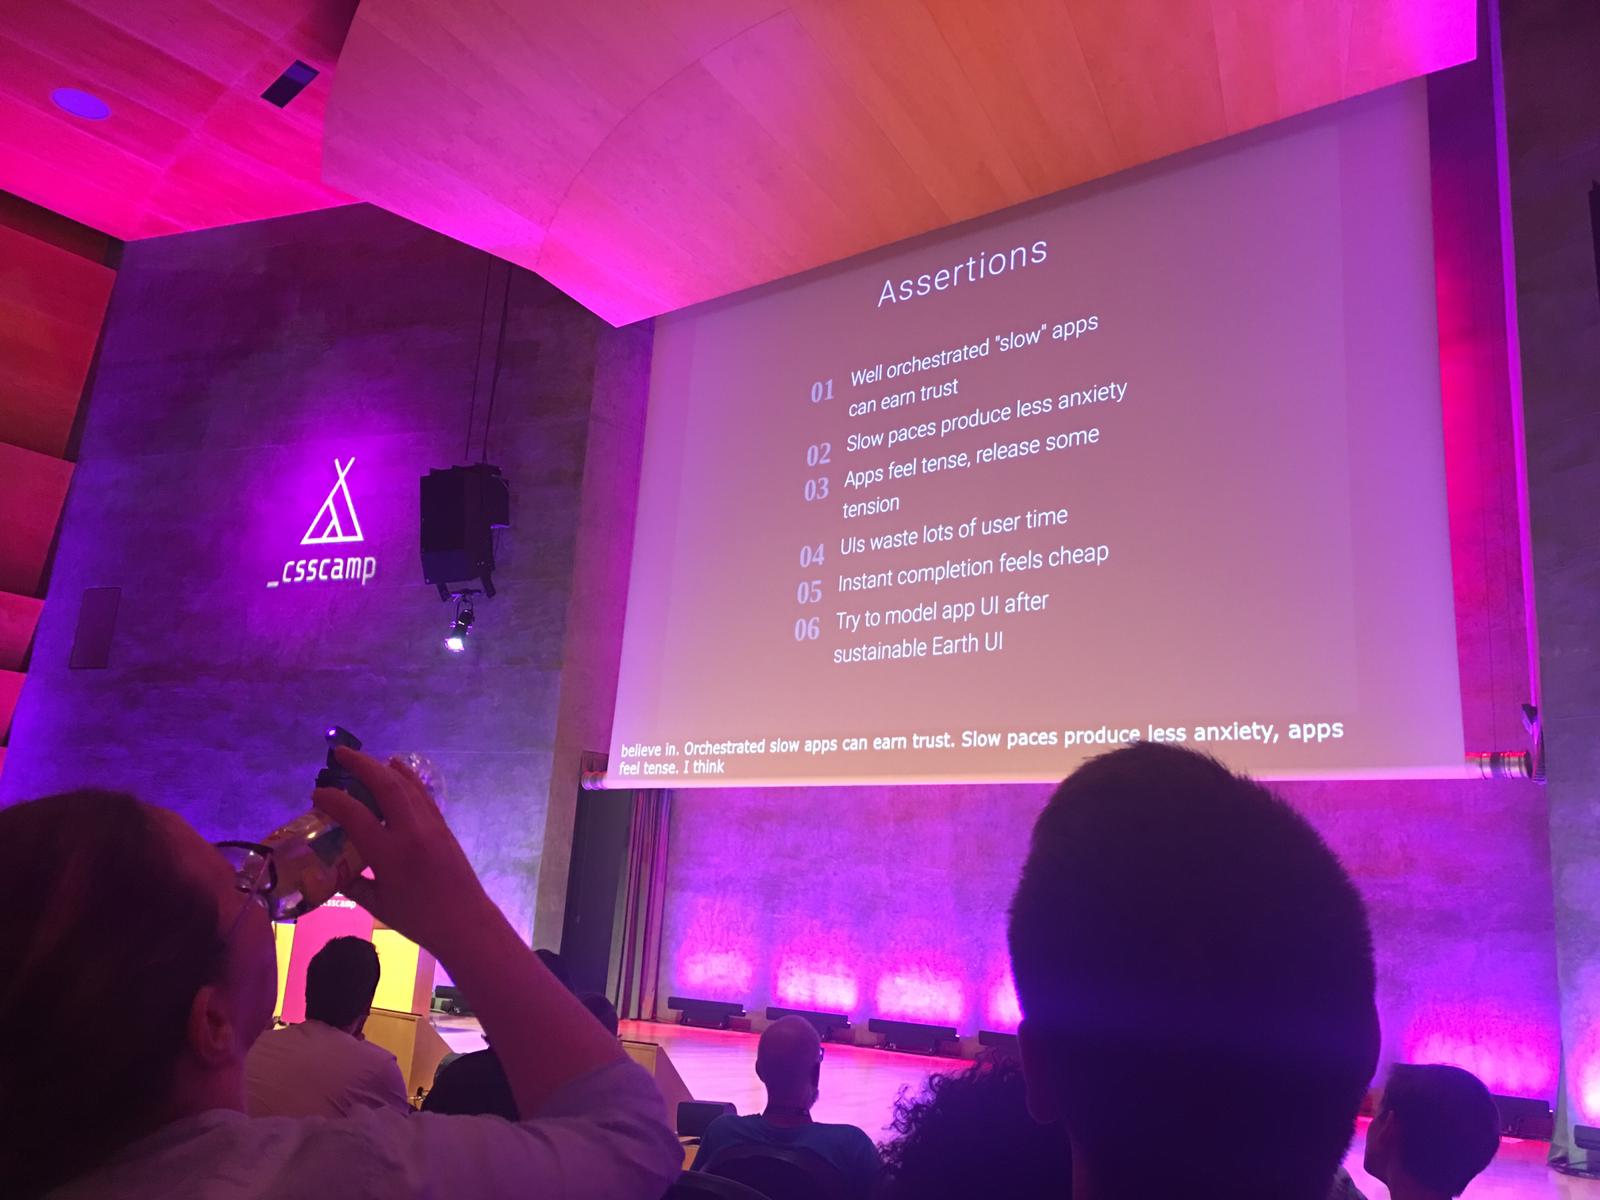 Assertions
01 Well orchestrated "slow" apps
can earn trust
02 Slow paces produce less anxiety
03 Apps feel tense, release some
tension
04 UIs waste lots of user time
05 Instant completion feels cheap
06 Try to model app UI after
sustainable Earth UI
believe in. Orchestrated slow apps can earn trust. Slow paces produce less anxiety, apps
feel tense. I think
_csscamp
csscamp